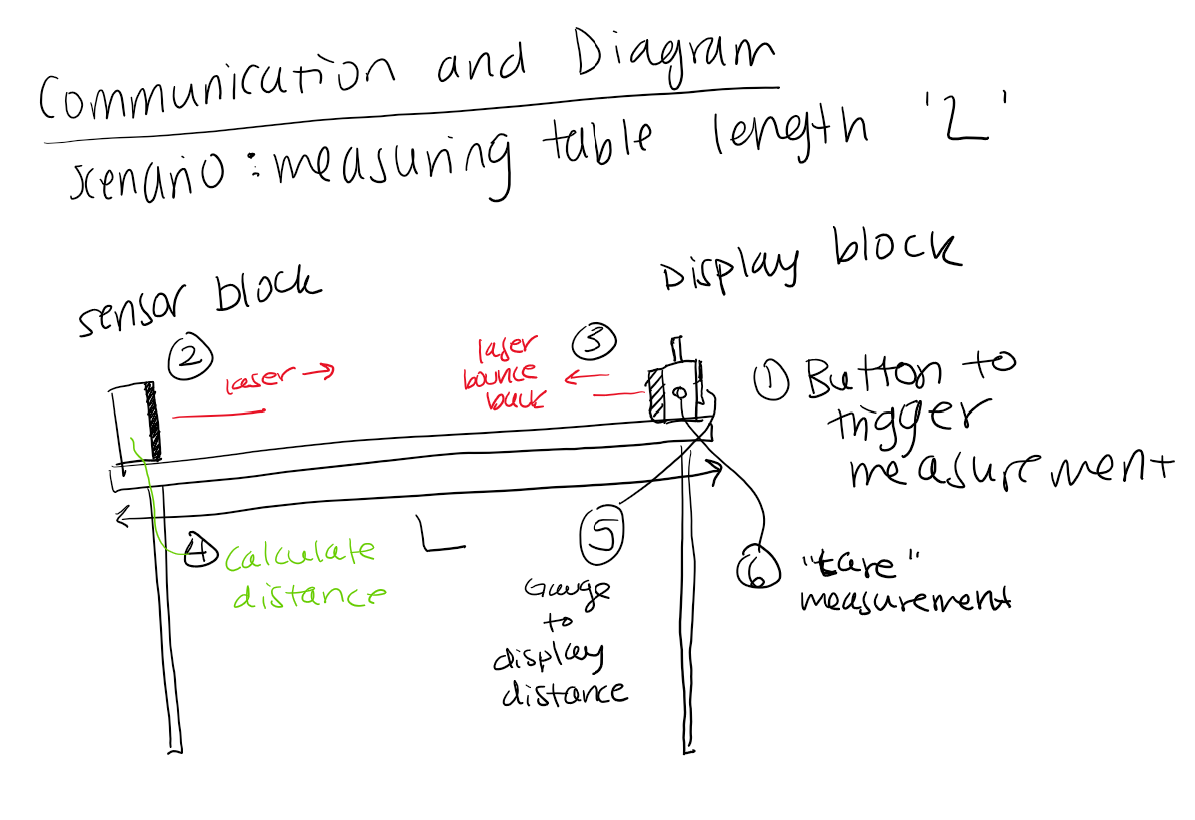 Communication and Diagram
scenario: measuring table length 'L'
sensor block
Display block
②
laser →
laser
bounce
back
③
←
① Button to
trigger
measurement
L
④ calculate
distance
⑤
Gauge
to
display
distance
⑥ "tare"
measurement